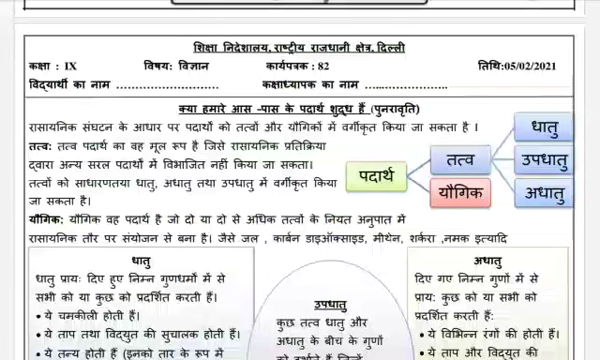 शिक्षा निदेशालय, राष्ट्रीय राजधानी क्षेत्र, दिल्ली
कक्षा : IX विषय: विज्ञान कार्यपत्रक : 82 तिथि:05/02/2021
विद्यार्थी का नाम ........................... कक्षाध्यापक का नाम ......................
क्या हमारे आस -पास के पदार्थ शुद्ध हैं (पुनरावृति)
रासायनिक संघटन के आधार पर पदार्थों को तत्वों और यौगिकों में वर्गीकृत किया जा सकता है ।
तत्व: तत्व पदार्थ का वह मूल रूप है जिसे रासायनिक प्रतिक्रिया
द्वारा अन्य सरल पदार्थों में विभाजित नहीं किया जा सकता।
तत्वों को साधारणतया धातु, अधातु तथा उपधातु में वर्गीकृत किया
जा सकता है।
पदार्थ
तत्व
यौगिक
धातु
उपधातु
अधातु
यौगिक: यौगिक वह पदार्थ है जो दो या दो से अधिक तत्वों के नियत अनुपात में
रासायनिक तौर पर संयोजन से बना है। जैसे जल , कार्बन डाइऑक्साइड, मीथेन, शर्करा ,नमक इत्यादि
धातु
धातु प्रायः दिए हुए निम्न गुणधर्मों में से
सभी को या कुछ को प्रदर्शित करती हैं।
• ये चमकीली होती हैं।
• ये ताप तथा विद्युत की सुचालक होती हैं।
• ये तन्य होती हैं (इनको तार के रूप में
उपधातु
कुछ तत्व धातु और
अधातु के बीच के गुणों
को दर्शाते हैं जिन्हें
अधातु
दिए गए निम्न गुणों में से
प्राय: कुछ को या सभी को
प्रदर्शित करती हैं:
• ये विभिन्न रंगों की होती हैं।
• ये ताप और विद्युत की